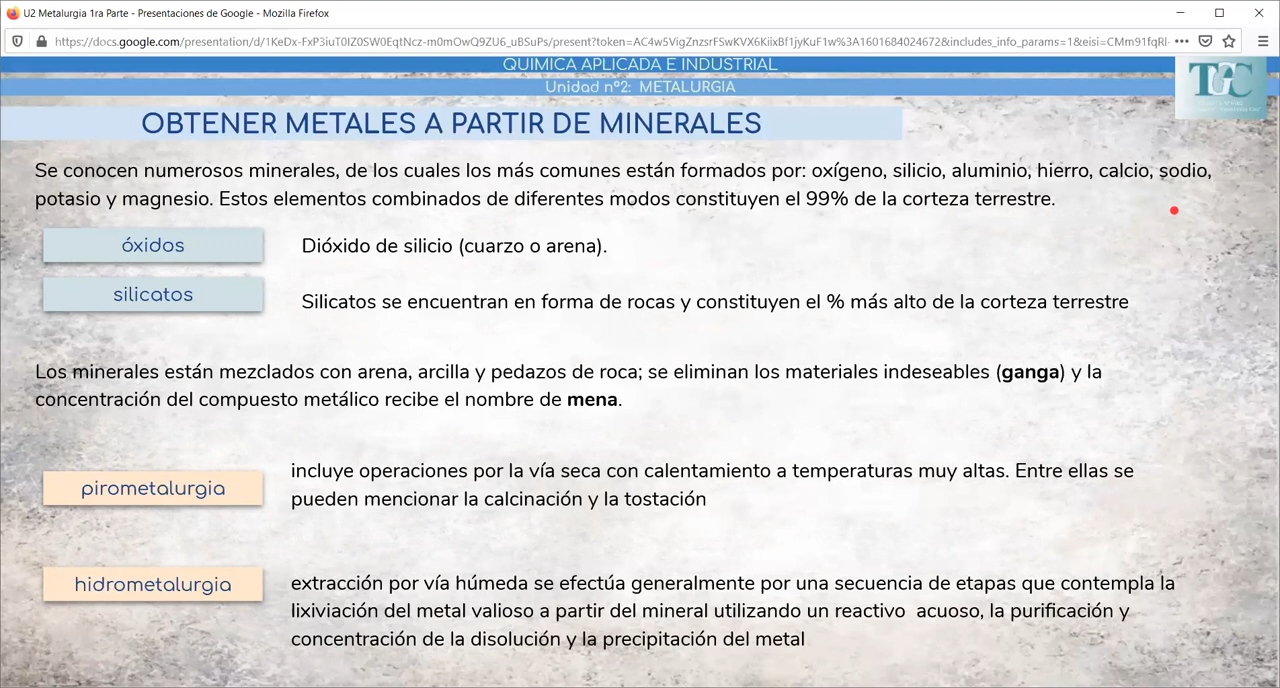 U2 Metalurgia 1ra Parte - Presentaciones de Google - Mozilla Firefox
https://docs.google.com/presentation/d/1KeDx-FxP3iuT0IZ0SW0EqtNcz-m0mOwQ9ZU6_uBSuPs/present?token=AC4w5VigZnzsrFSwKVX6KiixBf1jyKuF1w%3A1601684024672&includes_info_params=1&eisi=CMm91fqRl-
QUIMICA APLICADA E INDUSTRIAL
Unidad nº2: METALURGIA
TGC
OBTENER METALES A PARTIR DE MINERALES
Se conocen numerosos minerales, de los cuales los más comunes están formados por: oxígeno, silicio, aluminio, hierro, calcio, sodio,
potasio y magnesio. Estos elementos combinados de diferentes modos constituyen el 99% de la corteza terrestre.
óxidos
Dióxido de silicio (cuarzo o arena).
silicatos
Silicatos se encuentran en forma de rocas y constituyen el % más alto de la corteza terrestre
Los minerales están mezclados con arena, arcilla y pedazos de roca; se eliminan los materiales indeseables (ganga) y la
concentración del compuesto metálico recibe el nombre de mena.
pirometalurgia
incluye operaciones por la vía seca con calentamiento a temperaturas muy altas. Entre ellas se
pueden mencionar la calcinación y la tostación
hidrometalurgia
extracción por vía húmeda se efectúa generalmente por una secuencia de etapas que contempla la
lixiviación del metal valioso a partir del mineral utilizando un reactivo acuoso, la purificación y
concentración de la disolución y la precipitación del metal